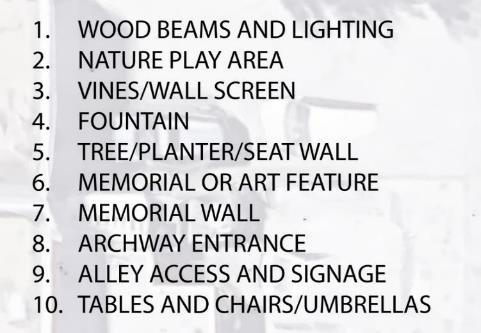 1. WOOD BEAMS AND LIGHTING
2. NATURE PLAY AREA
3. VINES/WALL SCREEN
4. FOUNTAIN
5. TREE/PLANTER/SEAT WALL
6. MEMORIAL OR ART FEATURE
7. MEMORIAL WALL
8. ARCHWAY ENTRANCE
9. ALLEY ACCESS AND SIGNAGE
10. TABLES AND CHAIRS/UMBRELLAS